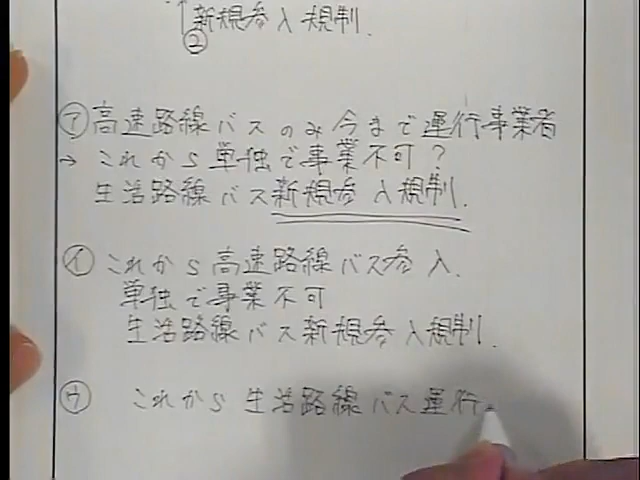 ↑新規参入規制.
②
㋐高速路線バスのみ今まで運行事業者
→これから単独で事業不可?
生活路線バス新規参入規制.
㋑これから高速路線バス参入.
単独で事業不可
生活路線バス新規参入規制.
㋒ これから生活路線バス運行